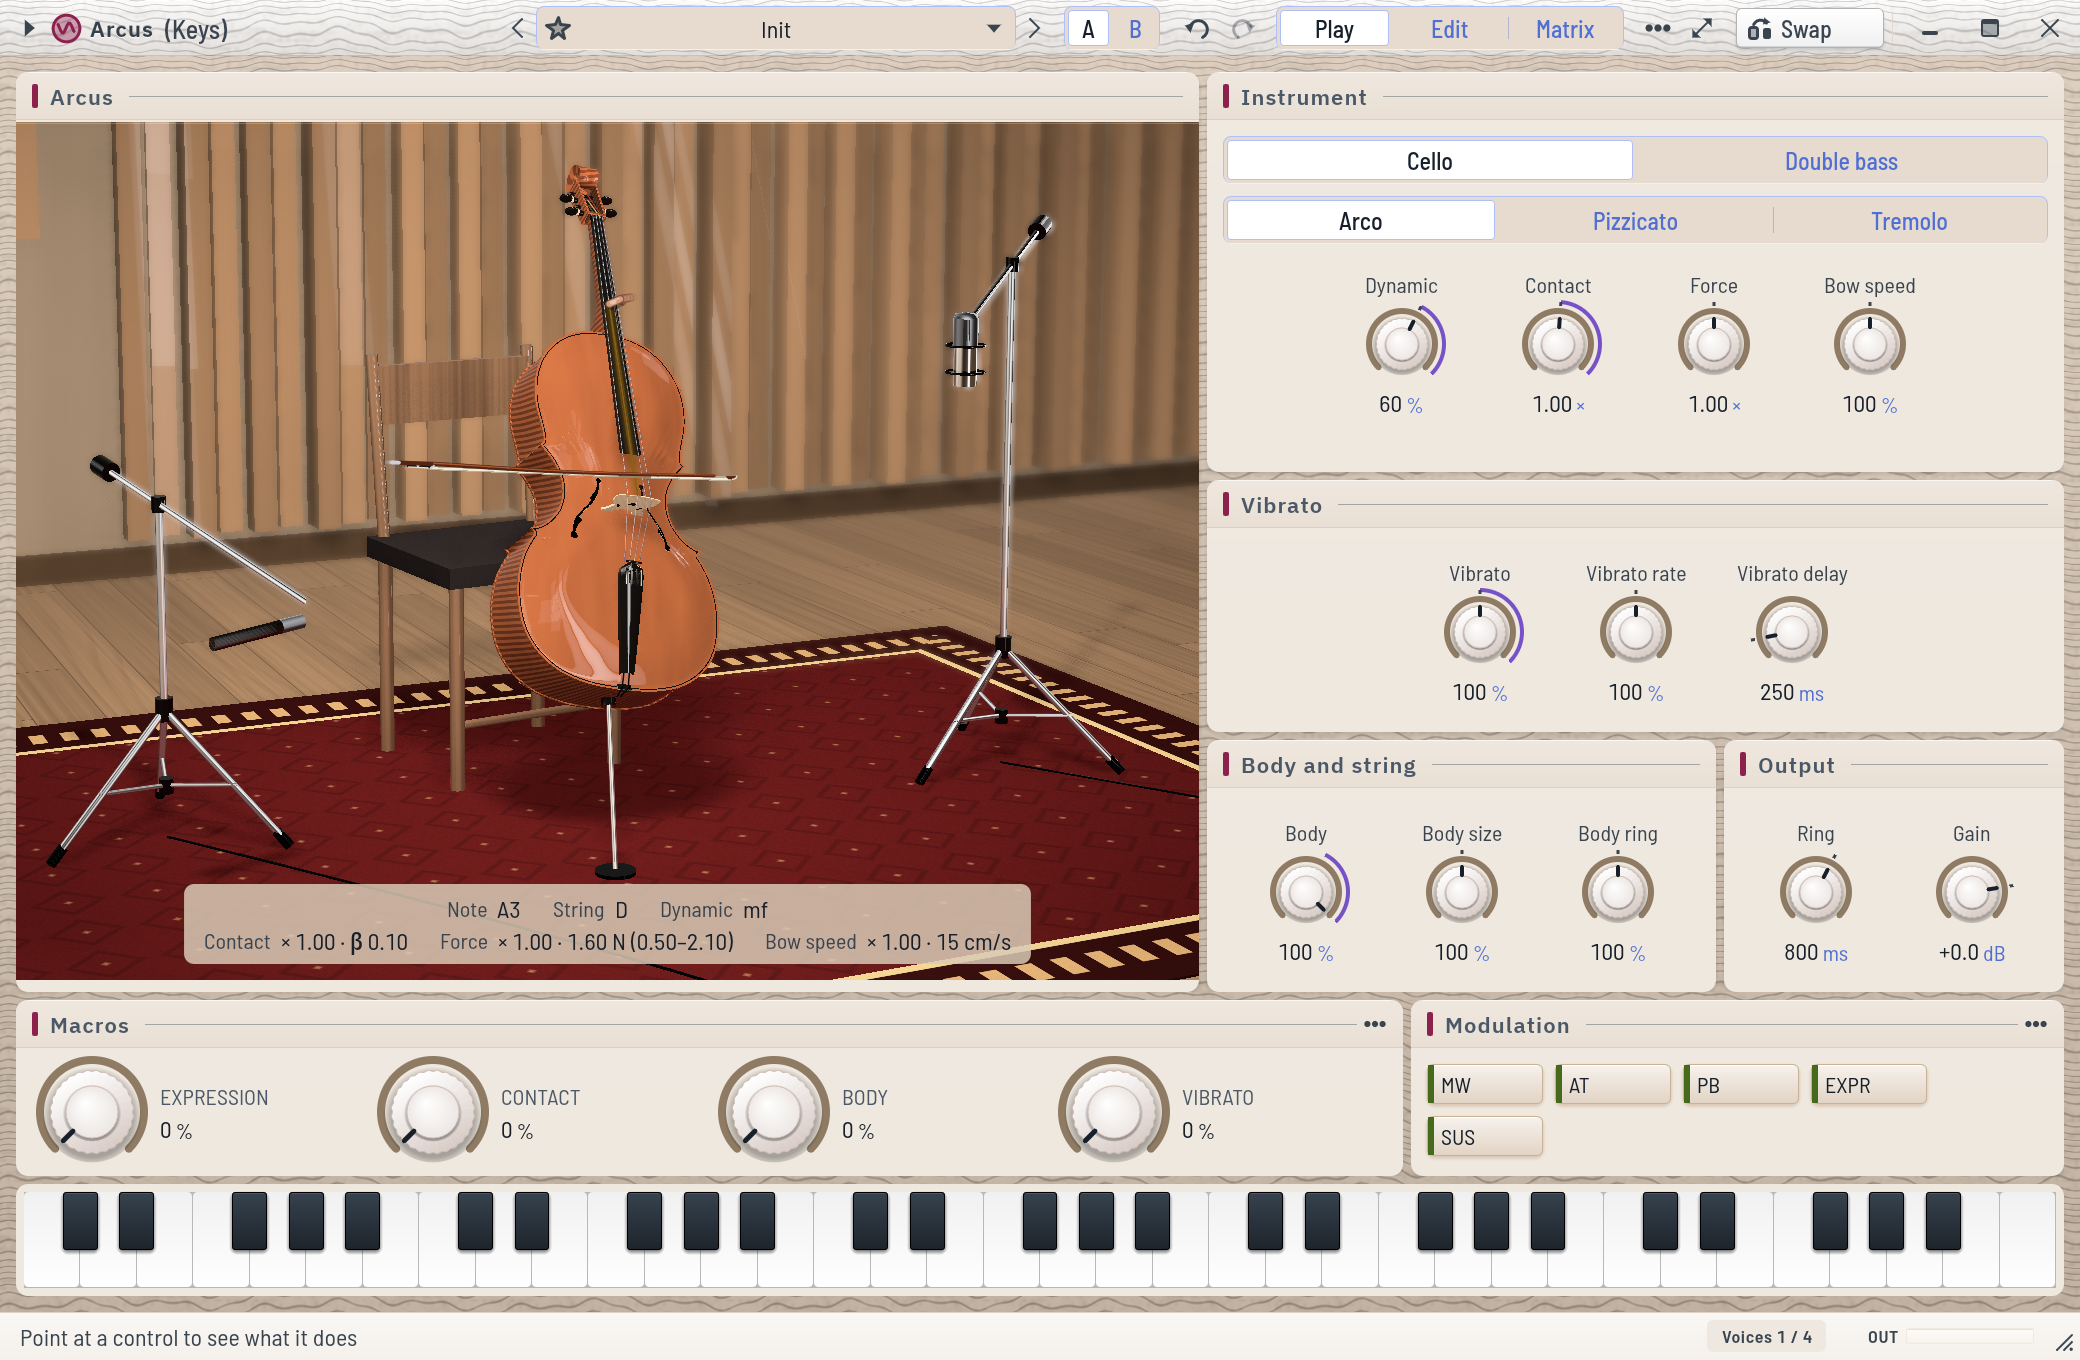 Arcus (Keys)
Init
A B
Play Edit Matrix
Swap
Arcus
Note A3 String D Dynamic mf
Contact × 1.00 · β 0.10 Force × 1.00 · 1.60 N (0.50–2.10) Bow speed × 1.00 · 15 cm/s
Instrument
Cello Double bass
Arco Pizzicato Tremolo
Dynamic Contact Force Bow speed
60 % 1.00 × 1.00 × 100 %
Vibrato
Vibrato Vibrato rate Vibrato delay
100 % 100 % 250 ms
Body and string
Body Body size Body ring
100 % 100 % 100 %
Output
Ring Gain
800 ms +0.0 dB
Macros
EXPRESSION
0 %
CONTACT
0 %
BODY
0 %
VIBRATO
0 %
Modulation
MW AT PB EXPR
SUS
Point at a control to see what it does
Voices 1 / 4 OUT